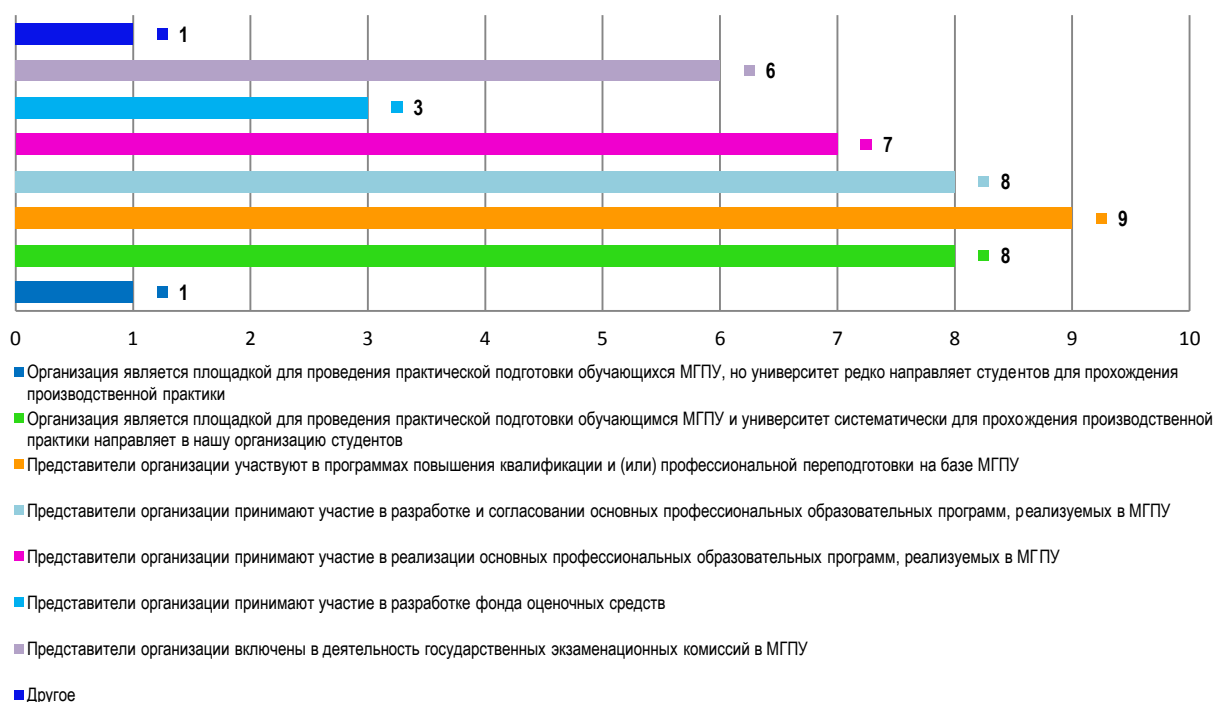 1
6
3
7
8
9
8
1
0 1 2 3 4 5 6 7 8 9 10
Организация является площадкой для проведения практической подготовки обучающихся МГПУ, но университет редко направляет студентов для прохождения
производственной практики
Организация является площадкой для проведения практической подготовки обучающимся МГПУ и университет систематически для прохождения производственной
практики направляет в нашу организацию студентов
Представители организации участвуют в программах повышения квалификации и (или) профессиональной переподготовки на базе МГПУ
Представители организации принимают участие в разработке и согласовании основных профессиональных образовательных программ, реализуемых в МГПУ
Представители организации принимают участие в реализации основных профессиональных образовательных программ, реализуемых в МГПУ
Представители организации принимают участие в разработке фонда оценочных средств
Представители организации включены в деятельность государственных экзаменационных комиссий в МГПУ
Другое